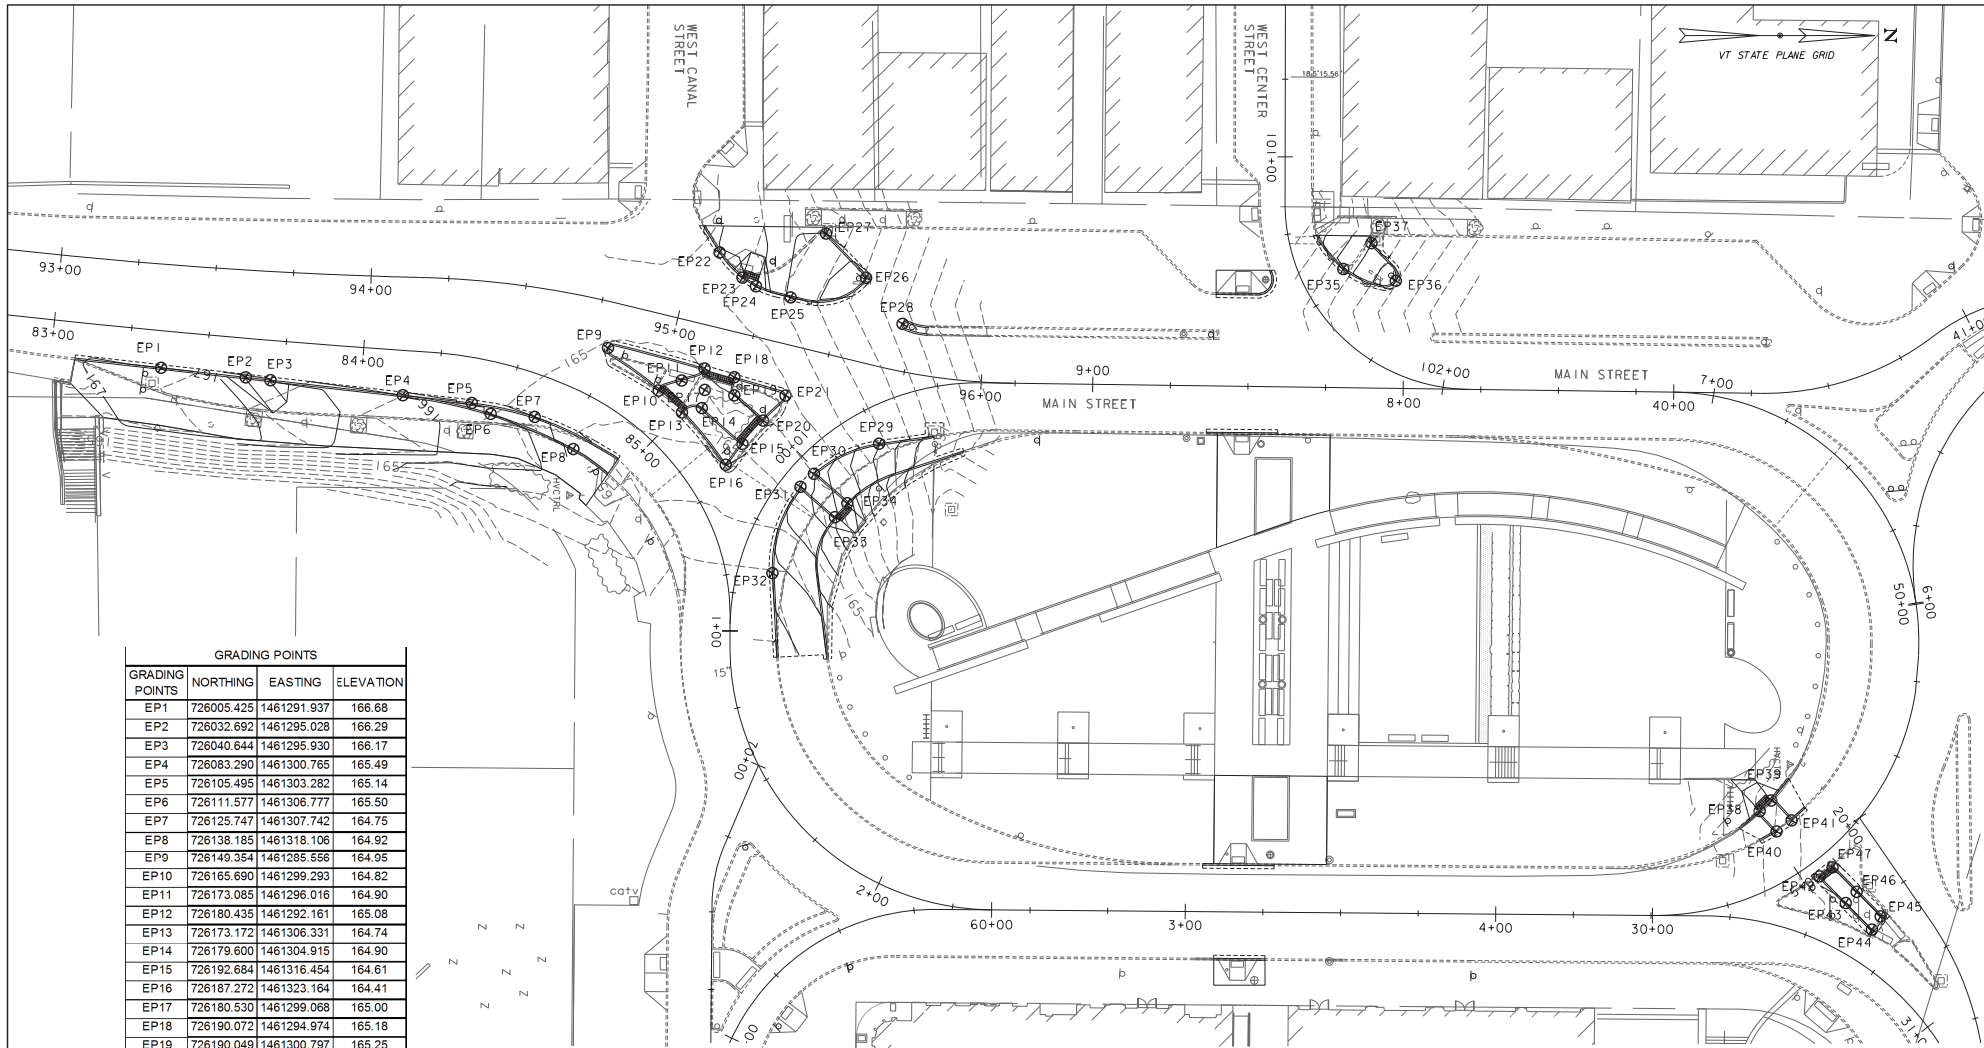 WEST CANAL
STREET
WEST CENTER
STREET
N
VT STATE PLANE GRID
101+00
93+00
94+00
95+00
96+00
83+00
84+00
85+00
EP1
EP2
EP3
EP4
EP5
EP6
EP7
EP8
EP9
EP10
EP12
EP13
EP14
EP15
EP16
EP18
EP20
EP21
EP22
EP23
EP24
EP25
EP26
EP27
EP28
EP29
EP30
EP31
EP32
EP33
EP34
EP35
EP36
EP37
165
167
166
165
165
9+00
MAIN STREET
8+00
102+00
MAIN STREET
7+00
40+00
6+00
50+00
1+00
15"
70+00
2+00
60+00
3+00
4+00
30+00
20+00
EP38
EP39
EP40
EP41
EP43
EP44
EP45
EP46
EP47
catv
GRADING POINTS
GRADING POINTS NORTHING EASTING ELEVATION
EP1 726005.425 1461291.937 166.68
EP2 726032.692 1461295.028 166.29
EP3 726040.644 1461295.930 166.17
EP4 726083.290 1461300.765 165.49
EP5 726105.495 1461303.282 165.14
EP6 726111.577 1461306.777 165.50
EP7 726125.747 1461307.742 164.75
EP8 726138.185 1461318.106 164.92
EP9 726149.354 1461285.556 164.95
EP10 726165.690 1461299.293 164.82
EP11 726173.085 1461296.016 164.90
EP12 726180.435 1461292.161 165.08
EP13 726173.172 1461306.331 164.74
EP14 726179.600 1461304.915 164.90
EP15 726192.684 1461316.454 164.61
EP16 726187.272 1461323.164 164.41
EP17 726180.530 1461299.068 165.00
EP18 726190.072 1461294.974 165.18
EP19 726190.049 1461300.797 165.25